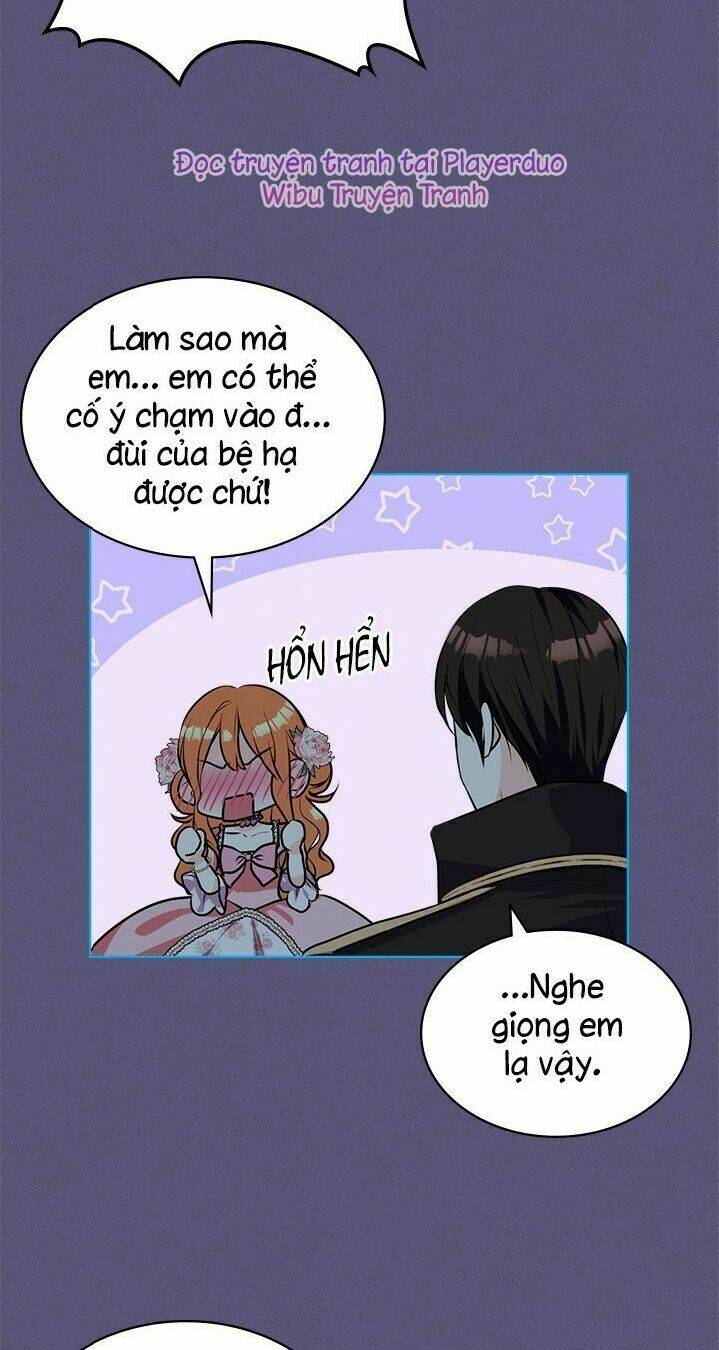 Đọc truyện tranh tại Playerduo
Wibu Truyện Tranh
Làm sao mà
em... em có thể
cố ý chạm vào đ...
đùi của bệ hạ
được chứ!
HỔN HỂN
...Nghe
giọng em
lạ vậy.